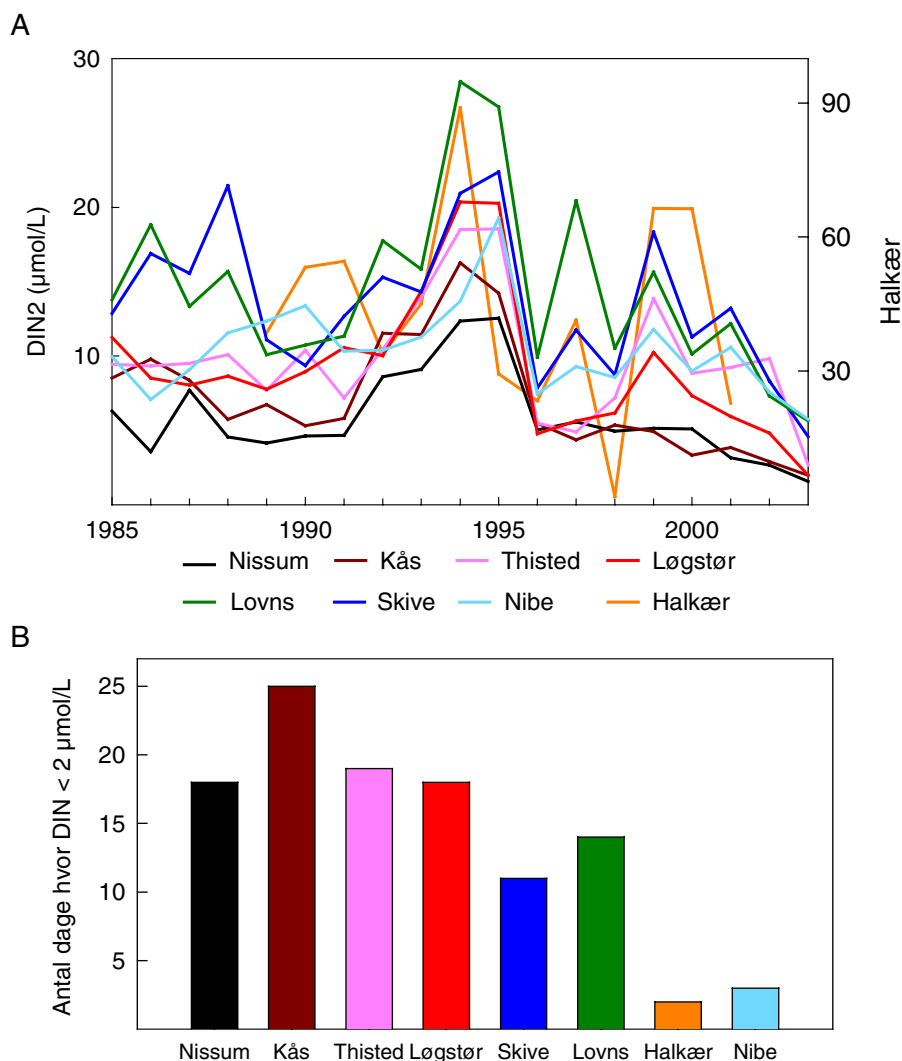 A
30
20
10
DIN2 (µmol/L)
90
60
30
Halkær
1985 1990 1995 2000
Nissum Kås Thisted Løgstør
Lovns Skive Nibe Halkær
B
25
20
15
10
5
Antal dage hvor DIN < 2 µmol/L
Nissum Kås Thisted Løgstør Skive Lovns Halkær Nibe